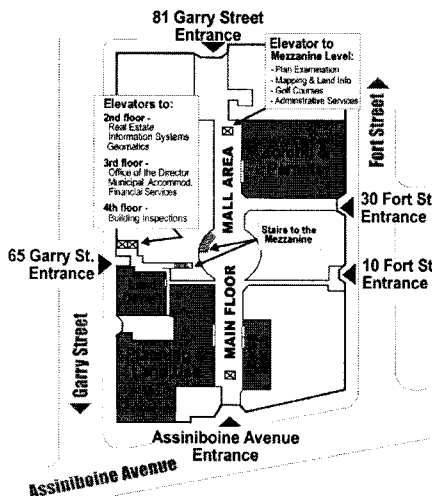 81 Garry Street
Entrance
Elevator to
Mezzanine Level:
- Plan Examination
- Mapping & Land Info
- Golf Courses
- Adminstrative Services
Elevators to:
2nd floor -
Real Estate
Information Systems
Geomatics
3rd floor -
Office of the Director
Municipal Accommod.
Financial Services
4th floor -
Building Inspections
Fort Street
MALL AREA
30 Fort St
Entrance
Stairs to the
Mezzanine
65 Garry St.
Entrance
10 Fort St
Entrance
MAIN FLOOR
Garry Street
Assiniboine Avenue
Entrance
Assiniboine Avenue